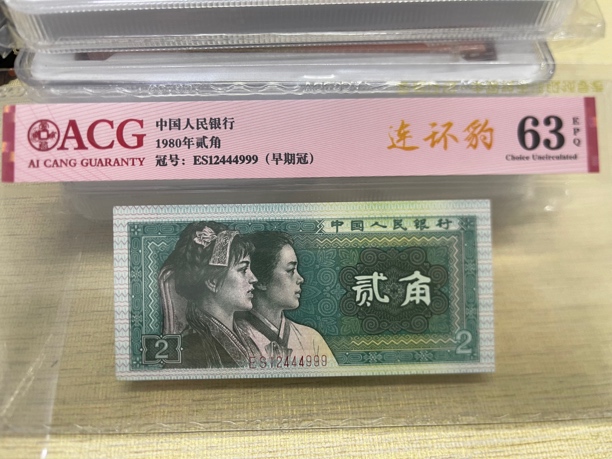 ACG
AI CANG GUARANTY
中国人民银行
1980年贰角
冠号：ES12444999（早期冠）
连环豹
63
EPQ
Choice Uncirculated
中国人民银行
贰角
2
ES12444999
2